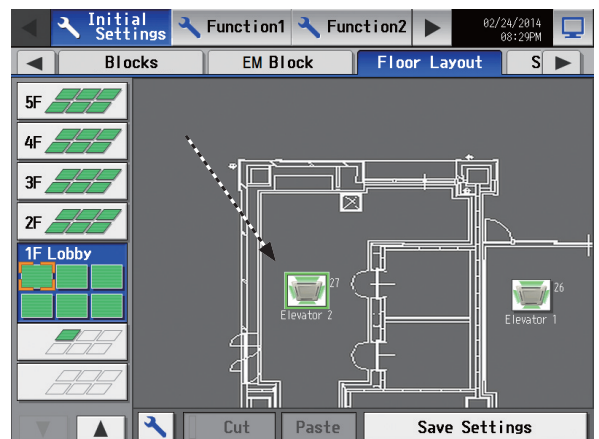 Initial
Settings
Function1
Function2
02/24/2014
08:29PM
Blocks
EM Block
Floor Layout
S
5F
4F
3F
2F
1F Lobby
27
Elevator 2
26
Elevator 1
Cut
Paste
Save Settings